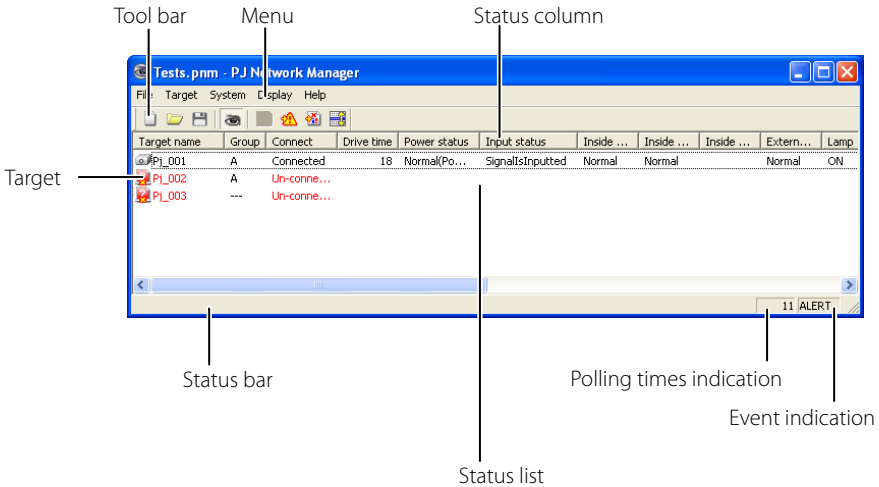 Tool bar Menu Status column
Tests.pnm - PJ Network Manager
File Target System Display Help
Target name Group Connect Drive time Power status Input status Inside ... Inside ... Inside ... Extern... Lamp
Pj_001 A Connected 18 Normal(Po... SignalIsInputted Normal Normal Normal ON
Target
Pj_002 A Un-conne...
Pj_003 --- Un-conne...
11 ALERT
Status bar
Polling times indication
Event indication
Status list